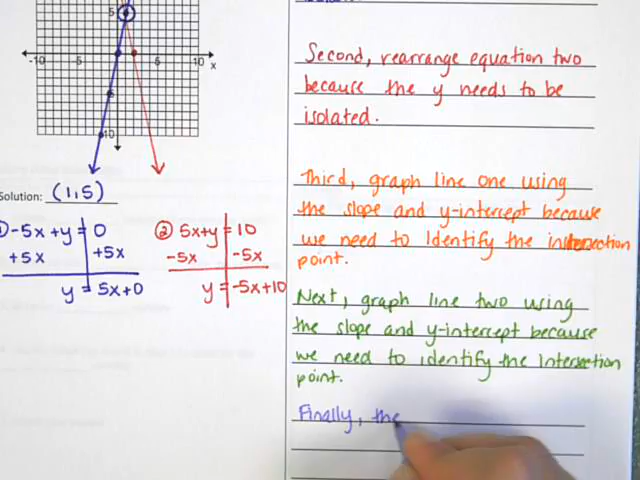 5
-10
5
5
10
x
-10
Second, rearrange equation two
because the y needs to be
isolated.
Third, graph line one using
the slope and y-intercept because
we need to identify the intersection
point.
Next, graph line two using
the slope and y-intercept because
we need to identify the intersection
point.
Finally, the
Solution: (1,5)
① -5x + y = 0
+5x +5x
y = 5x+0
② 5x+y = 10
-5x -5x
y = -5x+10